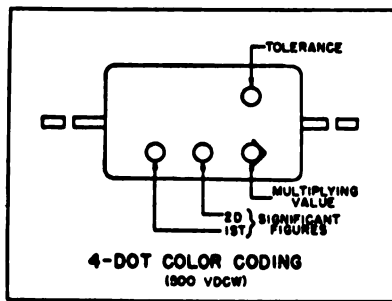 TOLERANCE
MULTIPLYING
VALUE
2D
1ST
SIGNIFICANT
FIGURES
4-DOT COLOR CODING
(500 VDCW)